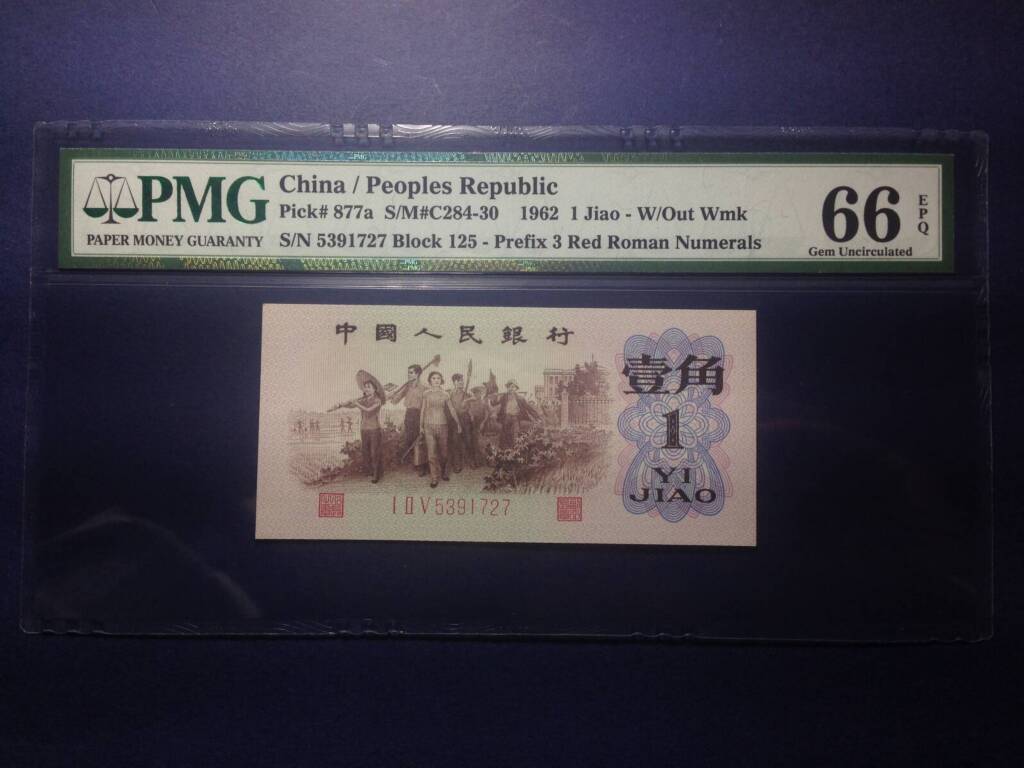 PMG
PAPER MONEY GUARANTY
China / Peoples Republic
Pick# 877a S/M#C284-30 1962 1 Jiao - W/Out Wmk
S/N 5391727 Block 125 - Prefix 3 Red Roman Numerals
66
EPQ
Gem Uncirculated
中國人民銀行
壹角
1
YI
JIAO
I II V 5391727